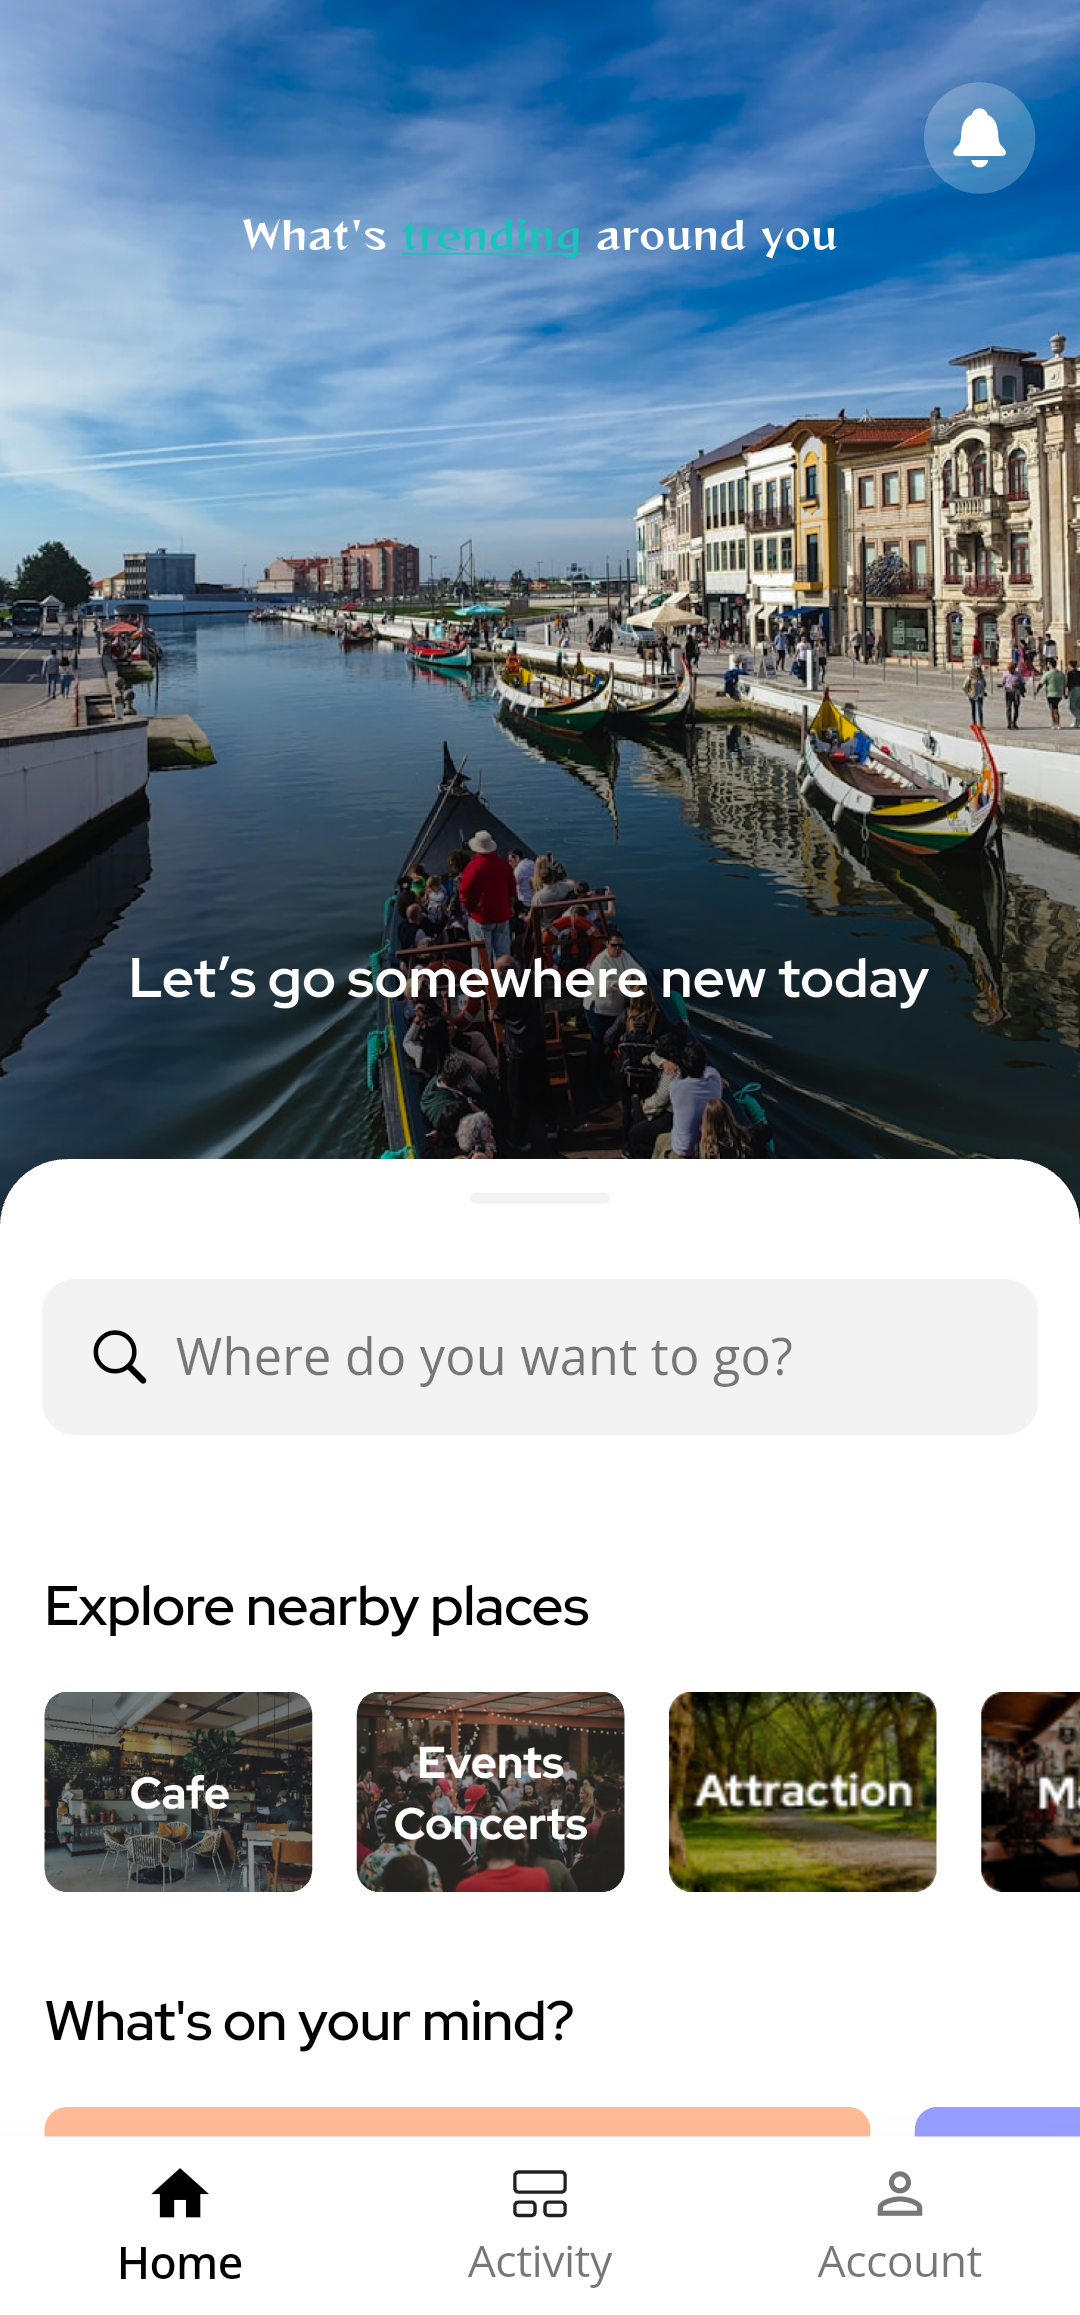 What's trending around you
Let’s go somewhere new today
Where do you want to go?
Explore nearby places
Cafe
Events
Concerts
Attraction
What's on your mind?
Home
Activity
Account